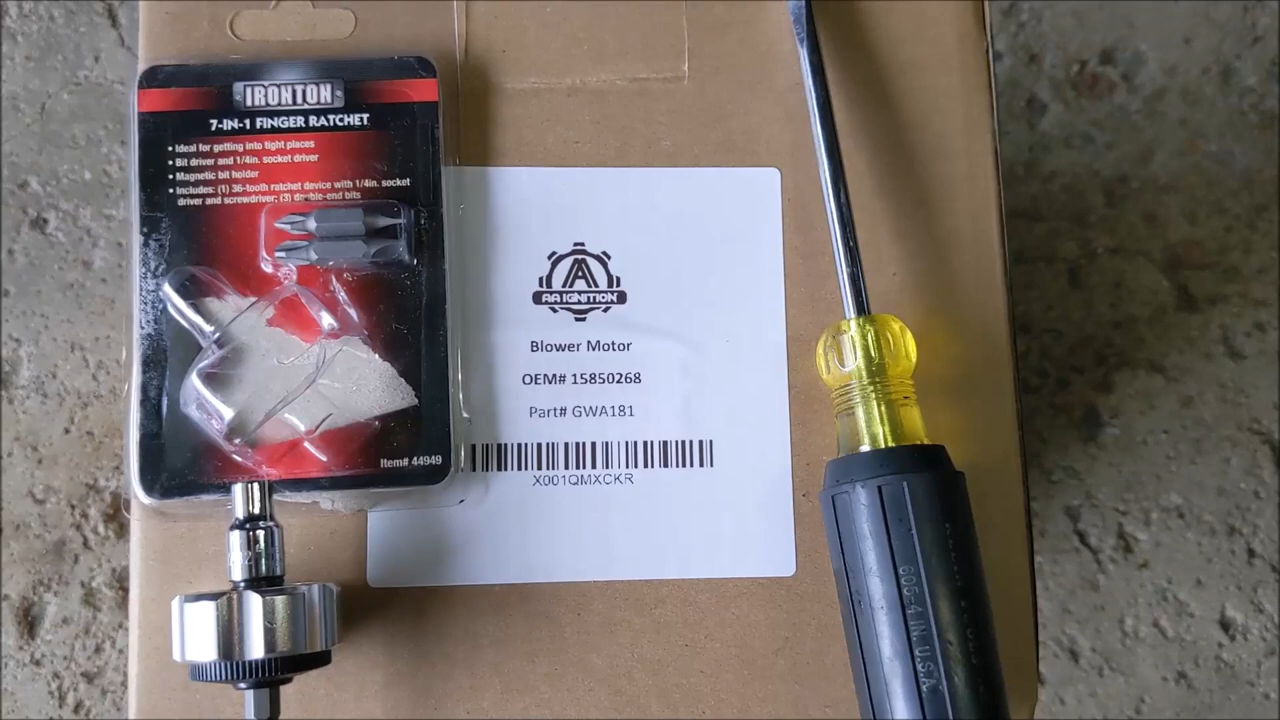 IRONTON
7-IN-1 FINGER RATCHET
• Ideal for getting into tight places
• Bit driver and 1/4in. socket driver
• Magnetic bit holder
• Includes: (1) 36-tooth ratchet device with 1/4in. socket
driver and screwdriver; (3) double-end bits
Item# 44949
AA IGNITION
Blower Motor
OEM# 15850268
Part# GWA181
X001QMXCKR
605-4 IN. U.S.A.